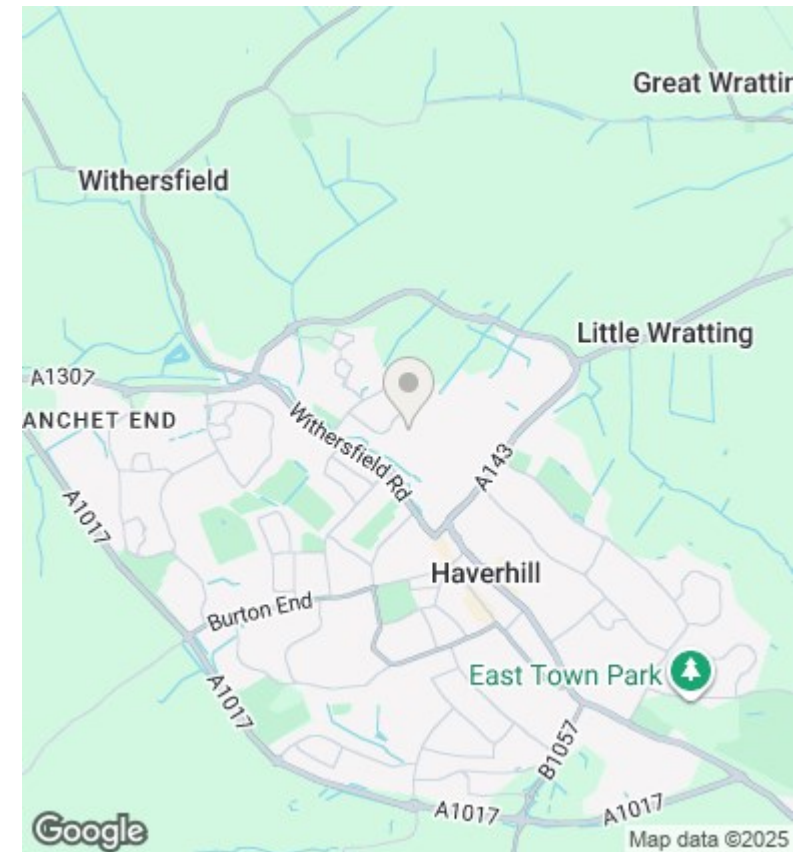 Great Wrattin
Withersfield
Little Wratting
A1307
ANCHET END
Withersfield Rd
A143
A1017
Haverhill
Burton End
East Town Park
A1017
B1057
A1017
A1017
Google
Map data ©2025